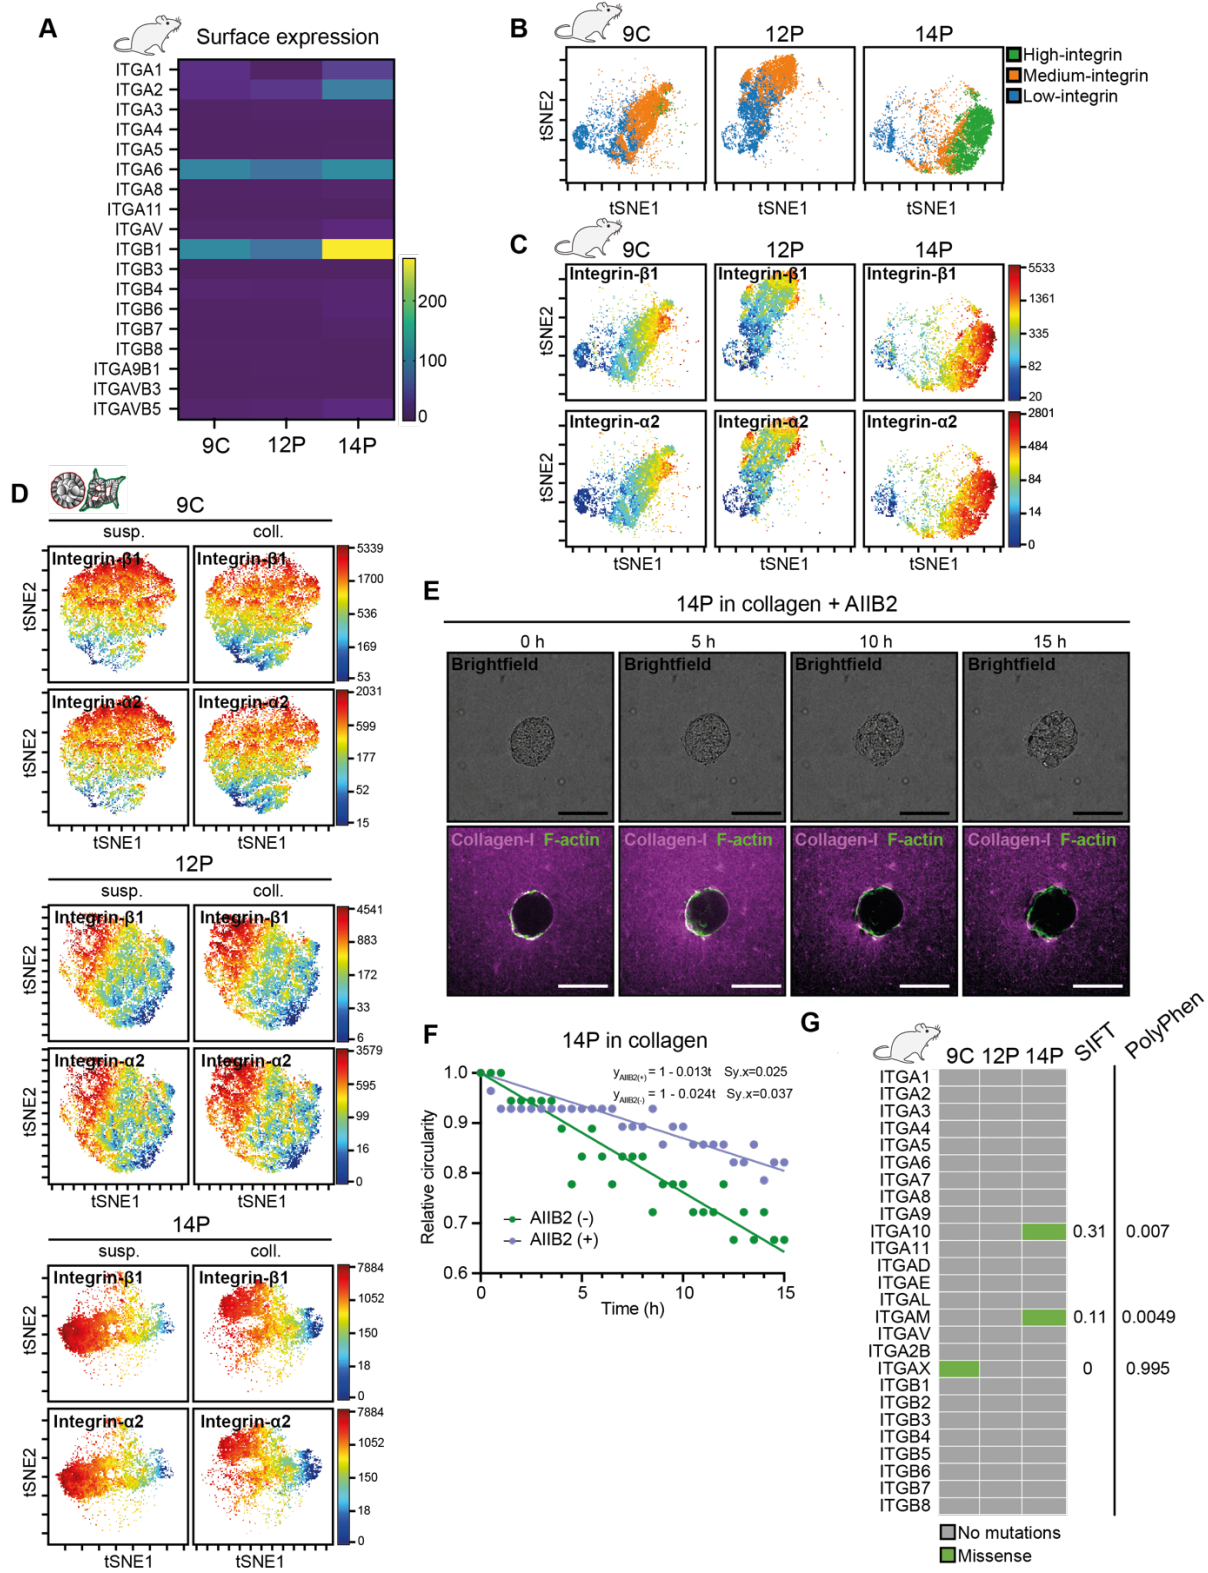 A
Surface expression
ITGA1
ITGA2
ITGA3
ITGA4
ITGA5
ITGA6
ITGA8
ITGA11
ITGAV
ITGB1
ITGB3
ITGB4
ITGB6
ITGB7
ITGB8
ITGA9B1
ITGAVB3
ITGAVB5
200
100
0
9C 12P 14P
B
9C 12P 14P
High-integrin
Medium-integrin
Low-integrin
tSNE2
tSNE1 tSNE1 tSNE1
C
9C 12P 14P
Integrin-β1 Integrin-β1 Integrin-β1
tSNE2
5533
1361
335
82
20
Integrin-α2 Integrin-α2 Integrin-α2
tSNE2
2801
484
84
14
0
tSNE1 tSNE1 tSNE1
D
9C
susp. coll.
Integrin-β1 Integrin-β1
tSNE2
5339
1700
536
169
53
Integrin-α2 Integrin-α2
tSNE2
2031
599
177
52
15
tSNE1 tSNE1
12P
susp. coll.
Integrin-β1 Integrin-β1
tSNE2
4541
883
172
33
6
Integrin-α2 Integrin-α2
tSNE2
3579
595
99
16
0
tSNE1 tSNE1
14P
susp. coll.
Integrin-β1 Integrin-β1
tSNE2
7884
1052
150
18
0
Integrin-α2 Integrin-α2
tSNE2
7884
1052
150
18
0
tSNE1 tSNE1
E
14P in collagen + AIIB2
0 h 5 h 10 h 15 h
Brightfield Brightfield Brightfield Brightfield
Collagen-I F-actin Collagen-I F-actin Collagen-I F-actin Collagen-I F-actin
F
14P in collagen
yAIIB2(+) = 1 - 0.013t Sy.x=0.025
yAIIB2(-) = 1 - 0.024t Sy.x=0.037
Relative circularity
1.0
0.9
0.8
0.7
0.6
AIIB2 (-)
AIIB2 (+)
0 5 10 15
Time (h)
G
9C 12P 14P SIFT PolyPhen
ITGA1
ITGA2
ITGA3
ITGA4
ITGA5
ITGA6
ITGA7
ITGA8
ITGA9
ITGA10 0.31 0.007
ITGA11
ITGAD
ITGAE
ITGAL
ITGAM 0.11 0.0049
ITGAV
ITGA2B
ITGAX 0 0.995
ITGB1
ITGB2
ITGB3
ITGB4
ITGB5
ITGB6
ITGB7
ITGB8
No mutations
Missense